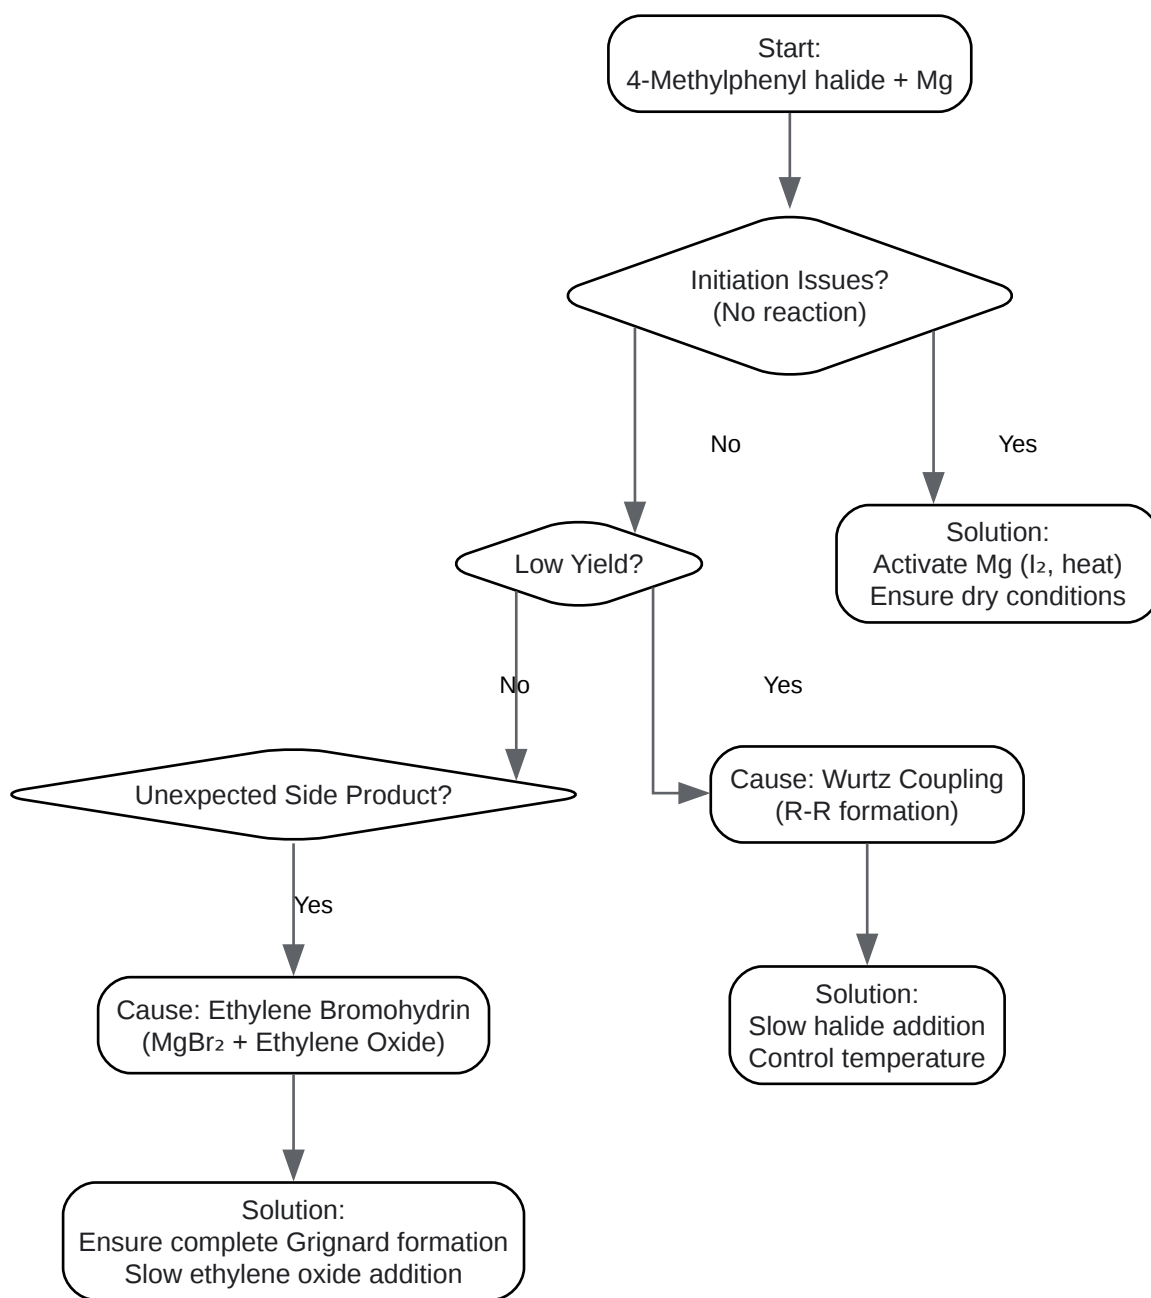 Start:
4-Methylphenyl halide + Mg
Initiation Issues?
(No reaction)
No
Yes
Solution:
Activate Mg (I₂, heat)
Ensure dry conditions
Low Yield?
No
Yes
Unexpected Side Product?
Cause: Wurtz Coupling
(R-R formation)
Yes
Cause: Ethylene Bromohydrin
(MgBr₂ + Ethylene Oxide)
Solution:
Slow halide addition
Control temperature
Solution:
Ensure complete Grignard formation
Slow ethylene oxide addition